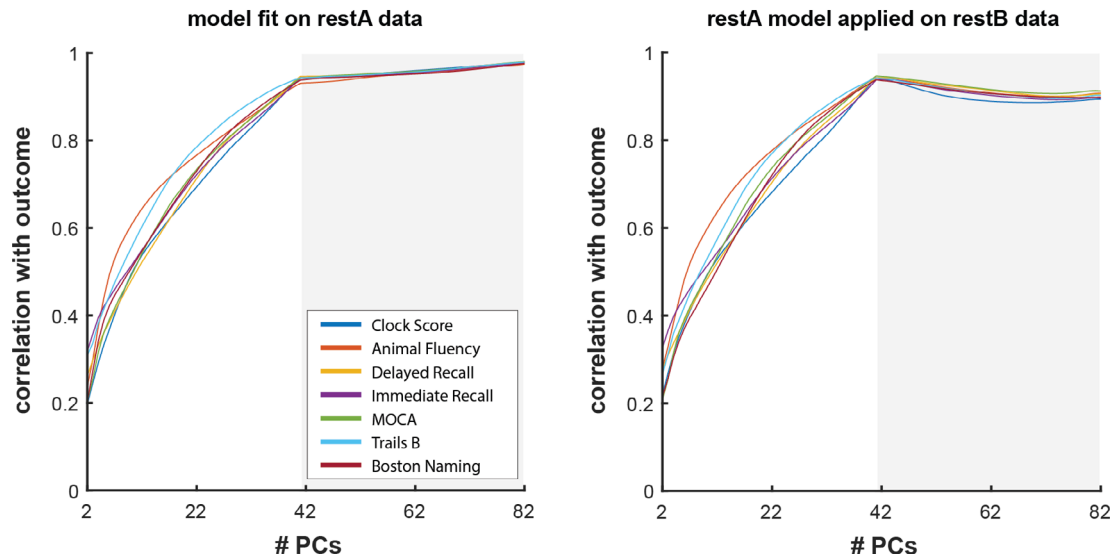 model fit on restA data
correlation with outcome
1
0.8
0.6
0.4
0.2
0
Clock Score
Animal Fluency
Delayed Recall
Immediate Recall
MOCA
Trails B
Boston Naming
2
22
42
62
82
# PCs
restA model applied on restB data
correlation with outcome
1
0.8
0.6
0.4
0.2
0
2
22
42
62
82
# PCs